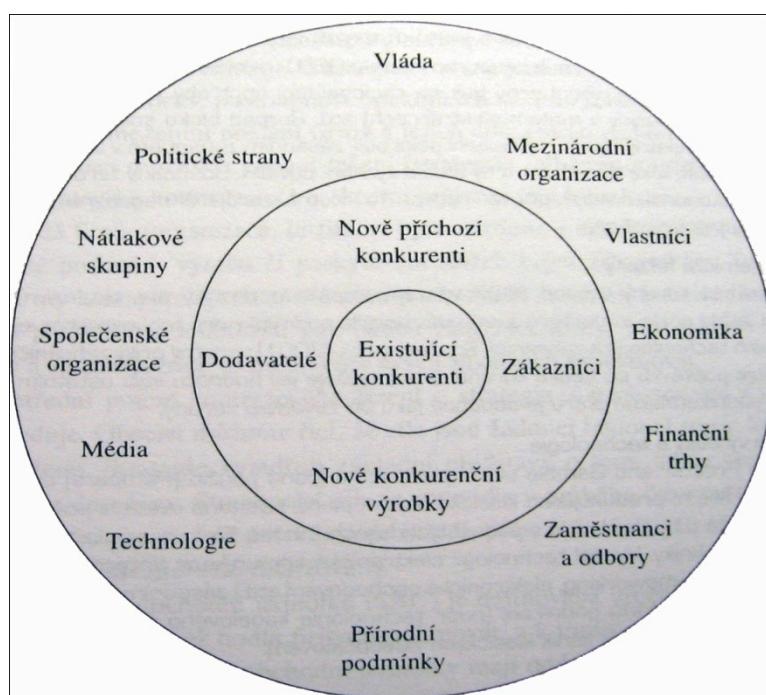 Vláda
Politické strany
Mezinárodní
organizace
Nátlakové
skupiny
Nově příchozí
konkurenti
Vlastníci
Společenské
organizace
Dodavatelé
Existující
konkurenti
Zákazníci
Ekonomika
Média
Nové konkurenční
výrobky
Finanční
trhy
Technologie
Zaměstnanci
a odbory
Přírodní
podmínky